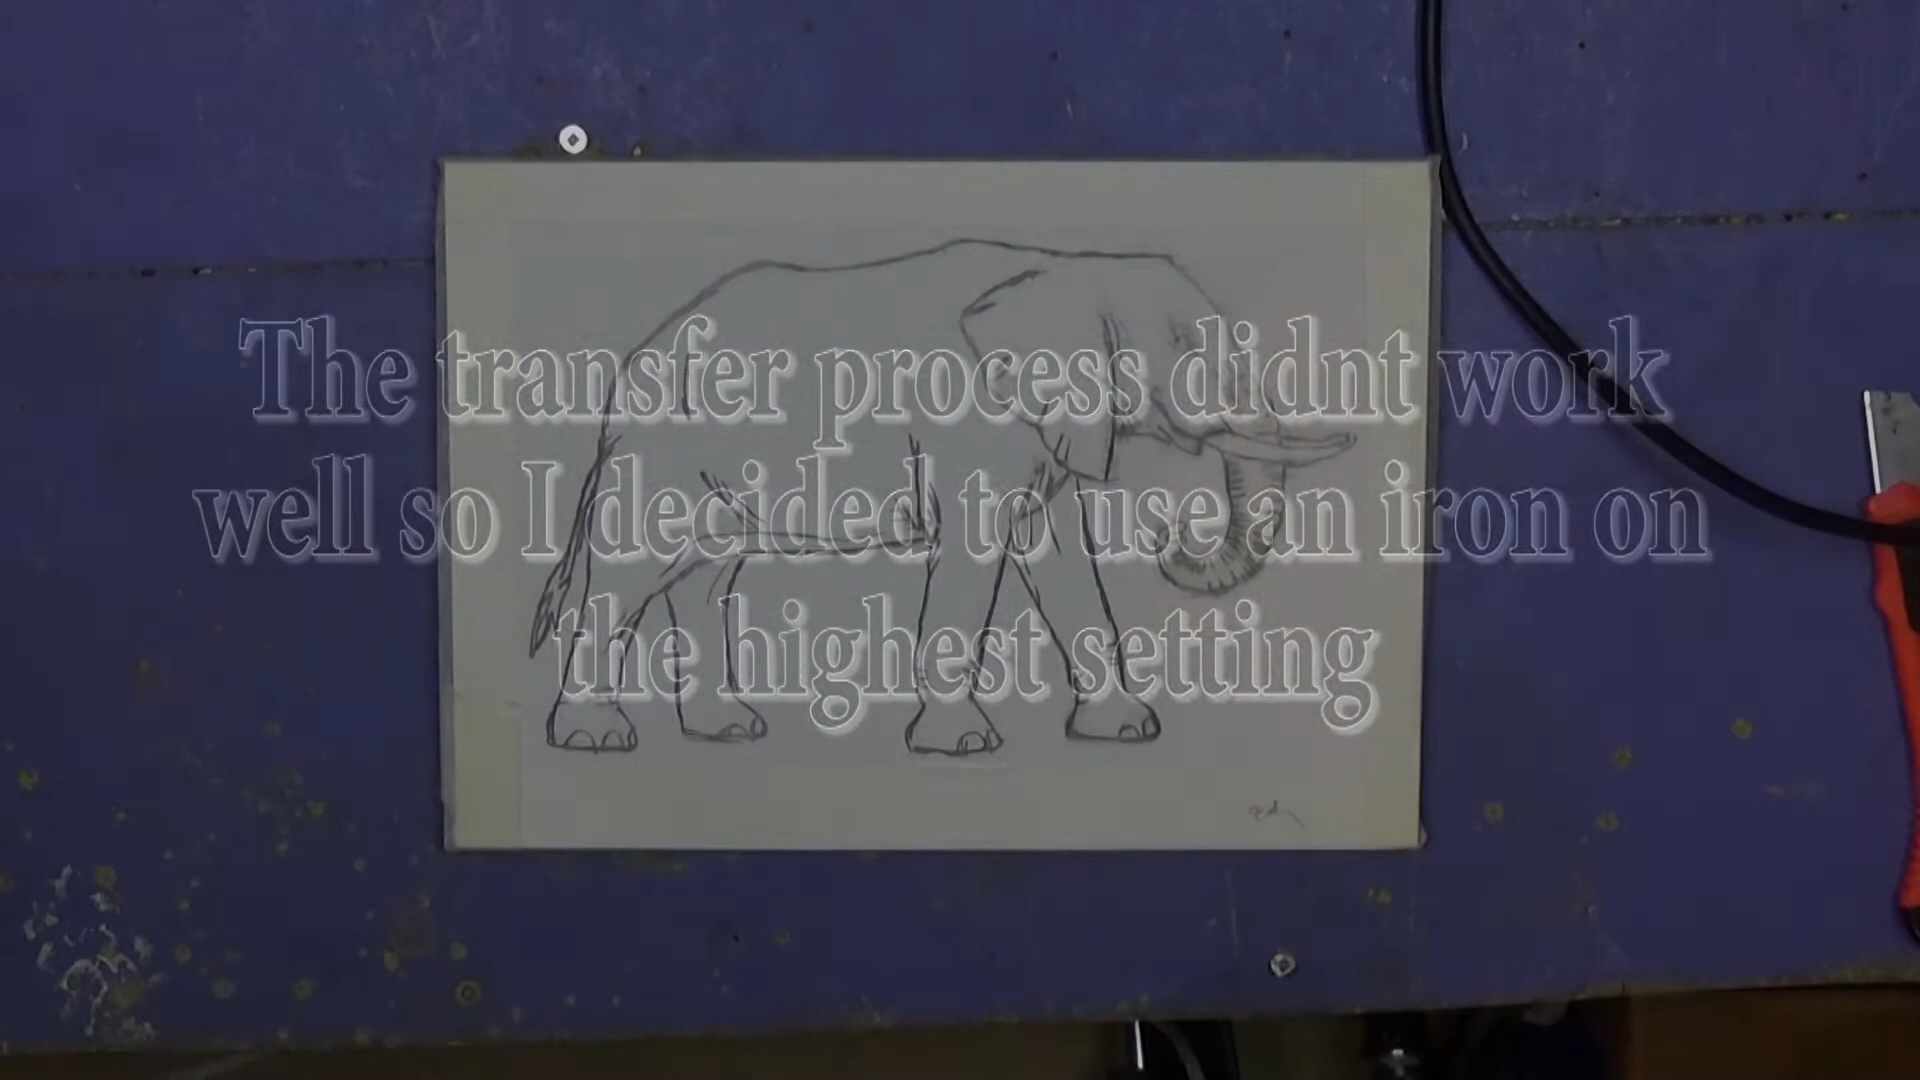 The transfer process didnt work
well so I decided to use an iron on
the highest setting